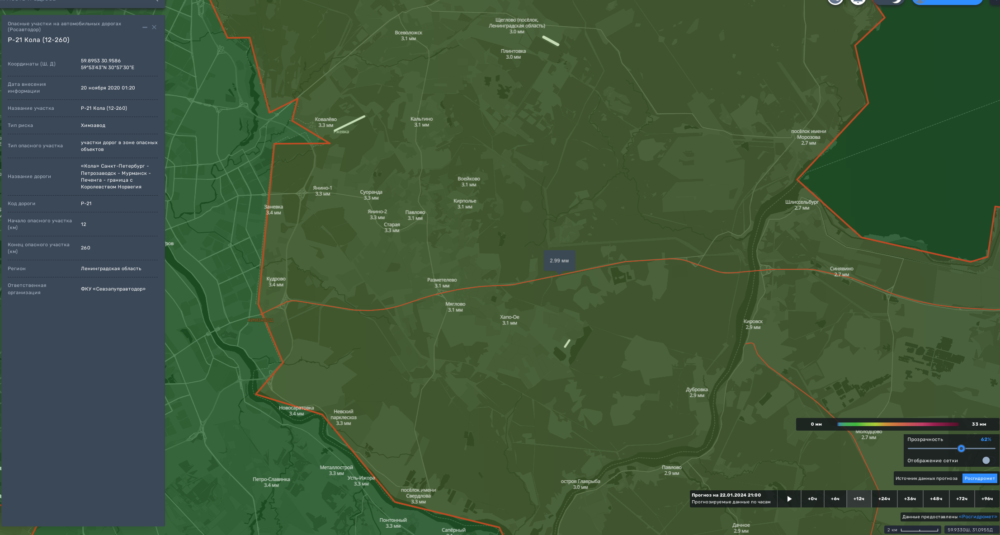 Опасные участки на автомобильных дорогах
(Росавтодор)
Р-21 Кола (12-260)
Координаты (Ш, Д)
59.8953 30.9586
59°53'43"N 30°57'30"E
Дата внесения
информации
20 ноября 2020 01:20
Название участка
Р-21 Кола (12-260)
Тип риска
Химзавод
Тип опасного участка
участки дорог в зоне опасных
объектов
Название дороги
«Кола» Санкт-Петербург -
Петрозаводск - Мурманск -
Печенга - граница с
Королевством Норвегия
Код дороги
Р-21
Начало опасного участка
(км)
12
Конец опасного участка
(км)
260
Регион
Ленинградская область
Ответственная
организация
ФКУ «Севзапуправтодор»
Щеглово (посёлок,
Ленинградская область)
3.0 мм
Всеволожск
3.1 мм
Плинтовка
3.0 мм
Ковалёво
3.3 мм
Ржевка
Кальтино
3.1 мм
посёлок имени
Морозова
2.7 мм
Воейково
3.1 мм
Янино-1
3.3 мм
Суоранда
3.3 мм
Кирполье
3.1 мм
Шлиссельбург
2.7 мм
Заневка
3.4 мм
Янино-2
3.3 мм
Павлово
3.1 мм
Старая
3.3 мм
ров
2.99 мм
Синявино
2.7 мм
Кудрово
3.4 мм
Разметелево
3.1 мм
Мяглово
3.1 мм
ХИМЗАВОД
Хапо-Ое
3.1 мм
Кировск
2.9 мм
Дубровка
2.9 мм
Новосаратовка
3.4 мм
Невский
парклесхоз
3.3 мм
Молодцово
2.7 мм
Металлострой
3.3 мм
Усть-Ижора
3.3 мм
Петро-Славянка
3.4 мм
Павлово
2.9 мм
остров Главрыба
3.0 мм
посёлок имени
Свердлова
3.3 мм
Понтонный
3.3 мм
Сапёрный
Дачное
2.9 мм
0 мм
33 мм
Прозрачность
62%
Отображение сетки
Источник данных прогноза
Росгидромет
Прогноз на 22.01.2024 21:00
Прогнозируемые данные по часам
+0ч
+6ч
+12ч
+24ч
+36ч
+48ч
+72ч
+96ч
Данные предоставлены «Росгидромет»
2 км
59.9330Ш, 31.0955Д